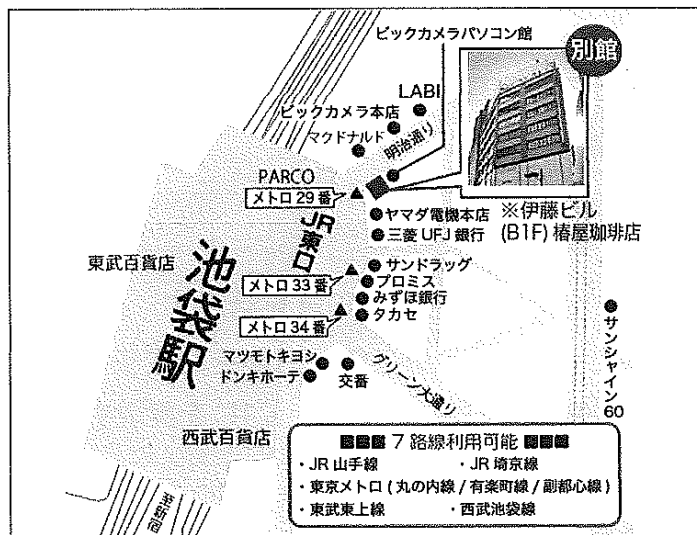 ビックカメラパソコン館
別館
LABI
ビックカメラ本店
マクドナルド
明治通り
PARCO
メトロ29番
JR東口
ヤマダ電機本店
三菱UFJ銀行
※伊藤ビル
(B1F) 椿屋珈琲店
東武百貨店
池袋駅
メトロ33番
サンドラッグ
プロミス
みずほ銀行
タカセ
メトロ34番
マツモトキヨシ
ドンキホーテ
交番
グリーン大通り
サンシャイン60
西武百貨店
7路線利用可能
・JR山手線 ・JR埼京線
・東京メトロ(丸の内線/有楽町線/副都心線)
・東武東上線 ・西武池袋線